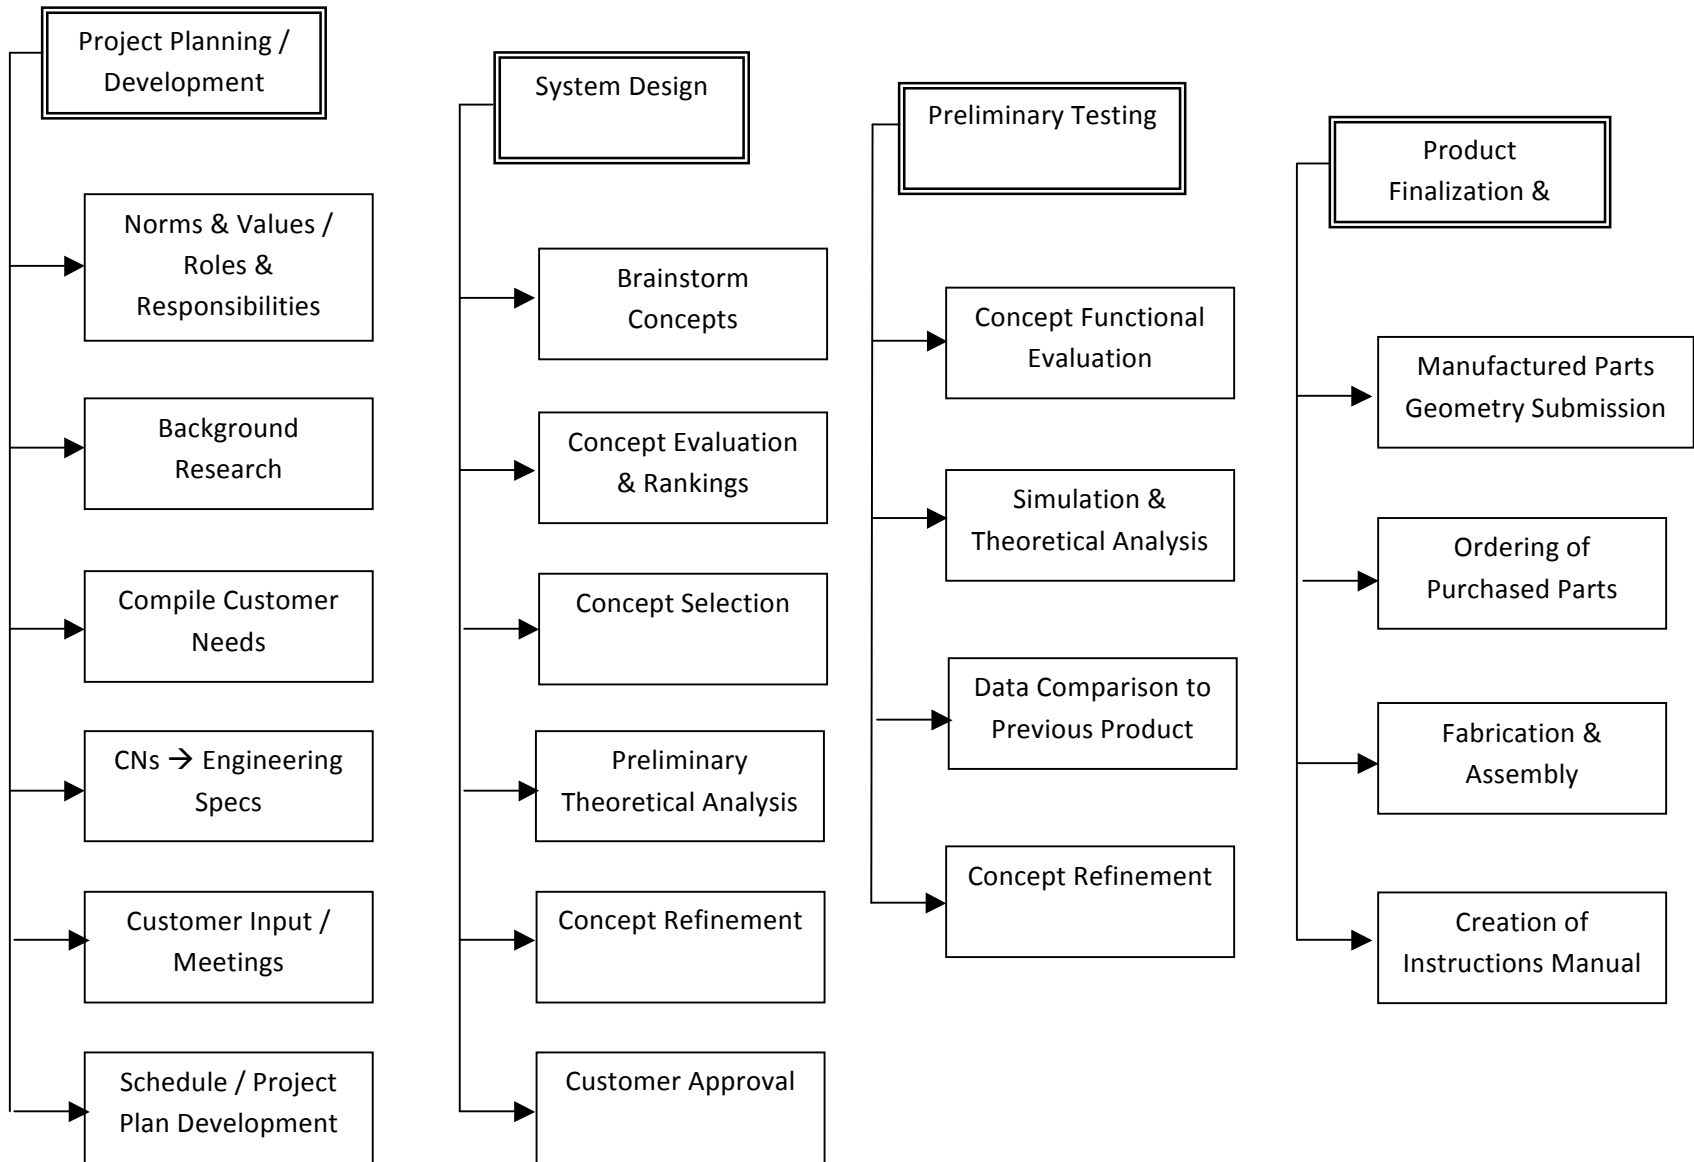 Project Planning /
Development
Norms & Values /
Roles &
Responsibilities
Background
Research
Compile Customer
Needs
CNs → Engineering
Specs
Customer Input /
Meetings
Schedule / Project
Plan Development
System Design
Brainstorm
Concepts
Concept Evaluation
& Rankings
Concept Selection
Preliminary
Theoretical Analysis
Concept Refinement
Customer Approval
Preliminary Testing
Concept Functional
Evaluation
Simulation &
Theoretical Analysis
Data Comparison to
Previous Product
Concept Refinement
Product
Finalization &
Manufactured Parts
Geometry Submission
Ordering of
Purchased Parts
Fabrication &
Assembly
Creation of
Instructions Manual